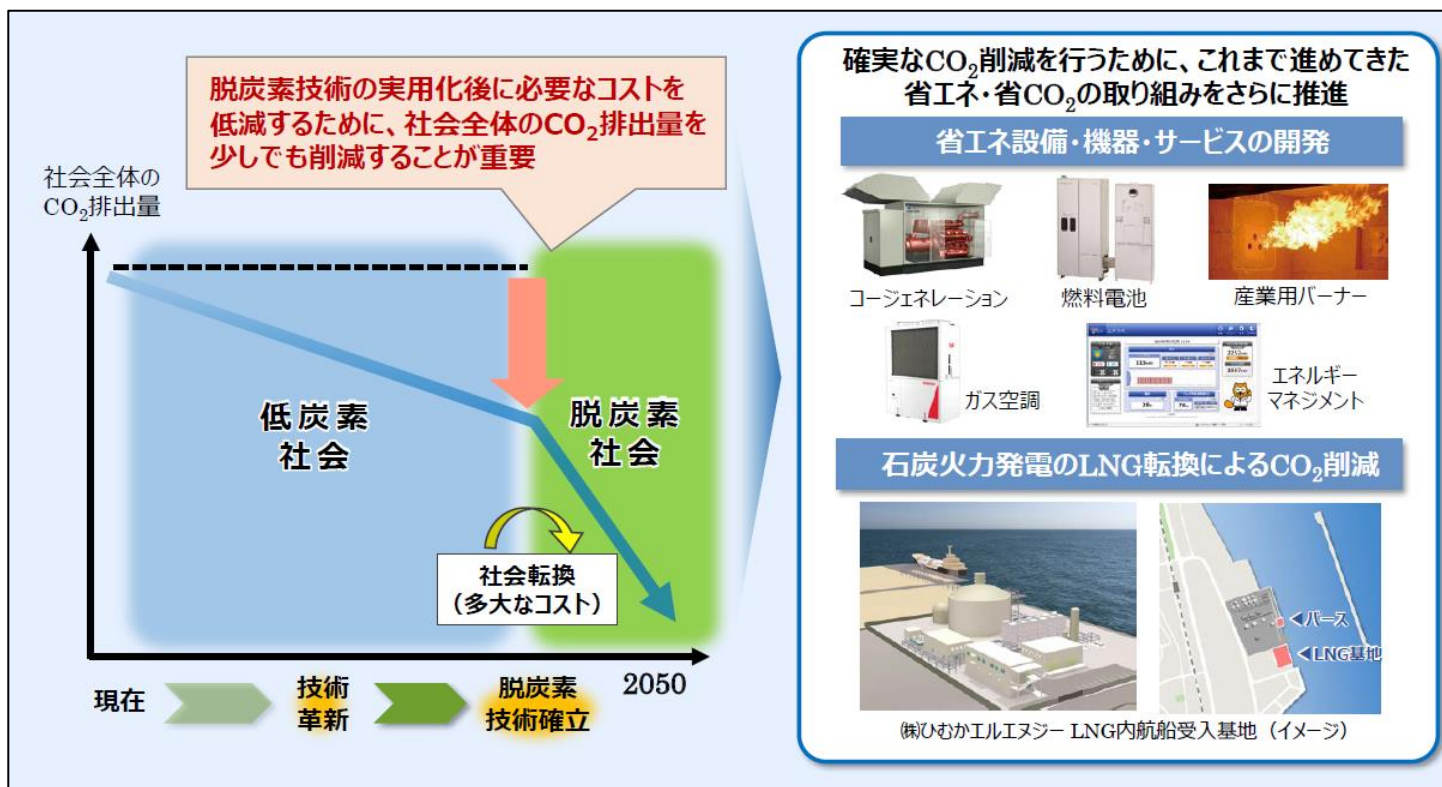 脱炭素技術の実用化後に必要なコストを
低減するために、社会全体のCO₂排出量を
少しでも削減することが重要
社会全体の
CO₂排出量
低炭素
社会
脱炭素
社会
社会転換
（多大なコスト）
現在
技術
革新
脱炭素
技術確立
2050
確実なCO₂削減を行うために、これまで進めてきた
省エネ・省CO₂の取り組みをさらに推進
省エネ設備・機器・サービスの開発
コージェネレーション
燃料電池
産業用バーナー
ガス空調
エネルギー
マネジメント
石炭火力発電のLNG転換によるCO₂削減
◀バース
◀LNG基地
㈱ひむかエルエヌジー LNG内航船受入基地（イメージ）